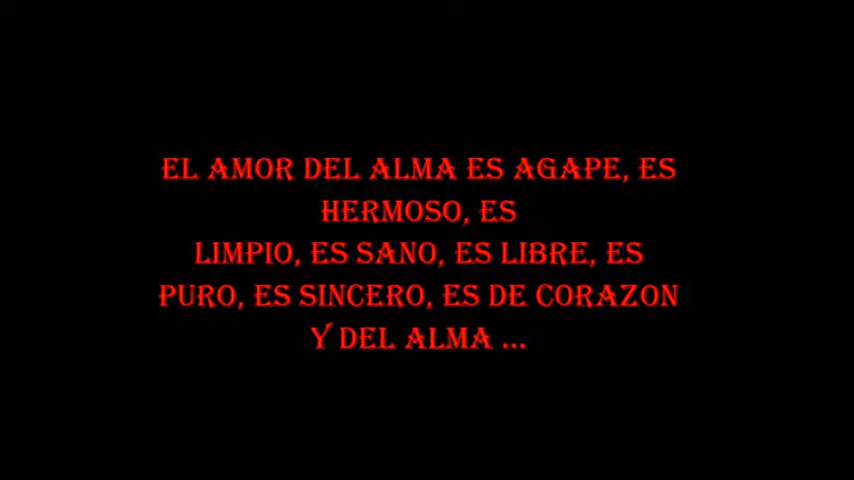 EL AMOR DEL ALMA ES AGAPE, ES
HERMOSO, ES
LIMPIO, ES SANO, ES LIBRE, ES
PURO, ES SINCERO, ES DE CORAZON
Y DEL ALMA ...